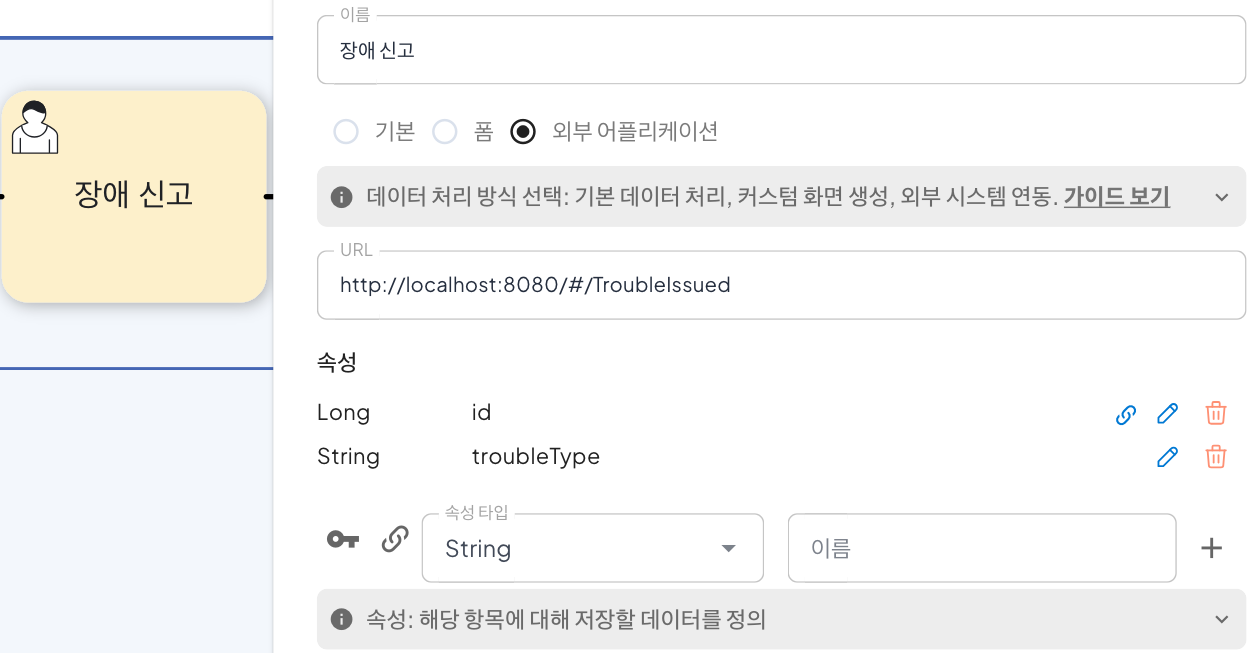 이름
장애 신고
기본 폼 외부 어플리케이션
장애 신고
데이터 처리 방식 선택: 기본 데이터 처리, 커스텀 화면 생성, 외부 시스템 연동. 가이드 보기
URL
http://localhost:8080/#/TroubleIssued
속성
Long id
String troubleType
속성 타입
String 이름
속성: 해당 항목에 대해 저장할 데이터를 정의